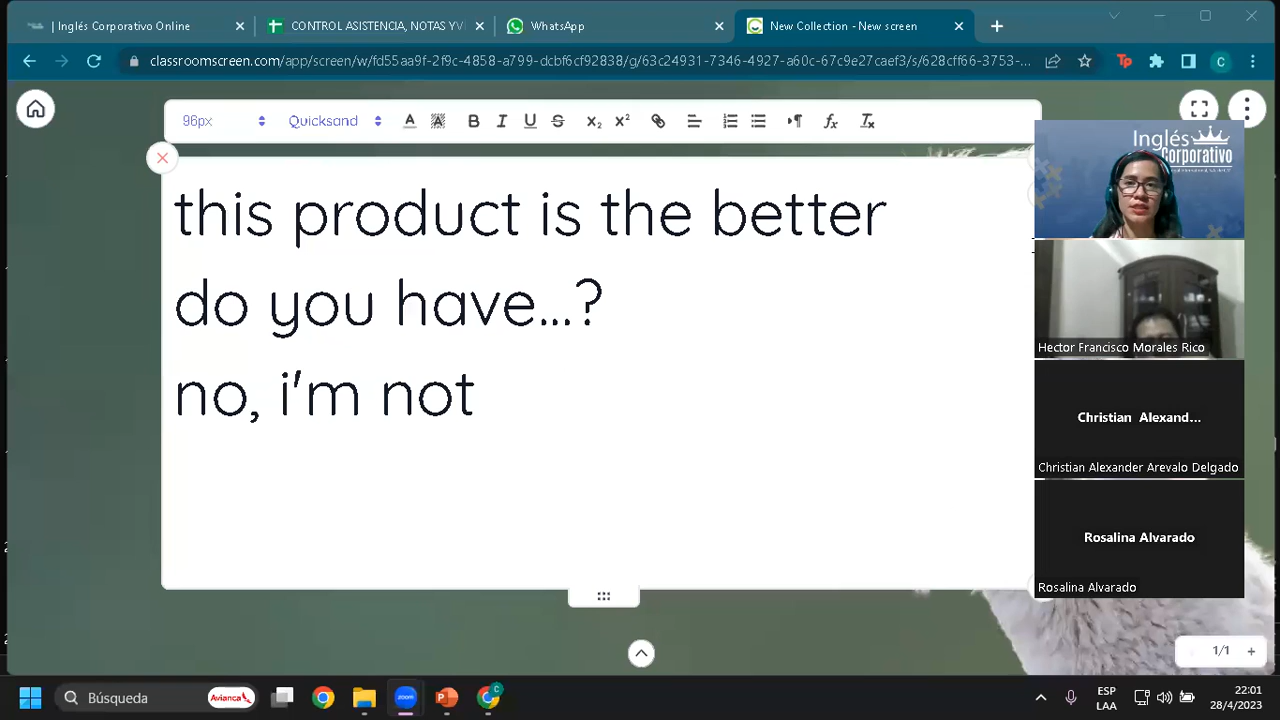 | Inglés Corporativo Online
CONTROL ASISTENCIA, NOTAS YVI
WhatsApp
New Collection - New screen
classroomscreen.com/app/screen/w/fd55aa9f-2f9c-4858-a799-dcbf6cf92838/g/63c24931-7346-4927-a60c-67c9e27caef3/s/628cff66-3753-...
Tp
C
96px
Quicksand
this product is the better
do you have...?
no, i'm not
Inglés
Corporativo
Hector Francisco Morales Rico
Christian Alexand...
Christian Alexander Arevalo Delgado
Rosalina Alvarado
Rosalina Alvarado
1/1
Búsqueda
Avianca
ESP
LAA
22:01
28/4/2023